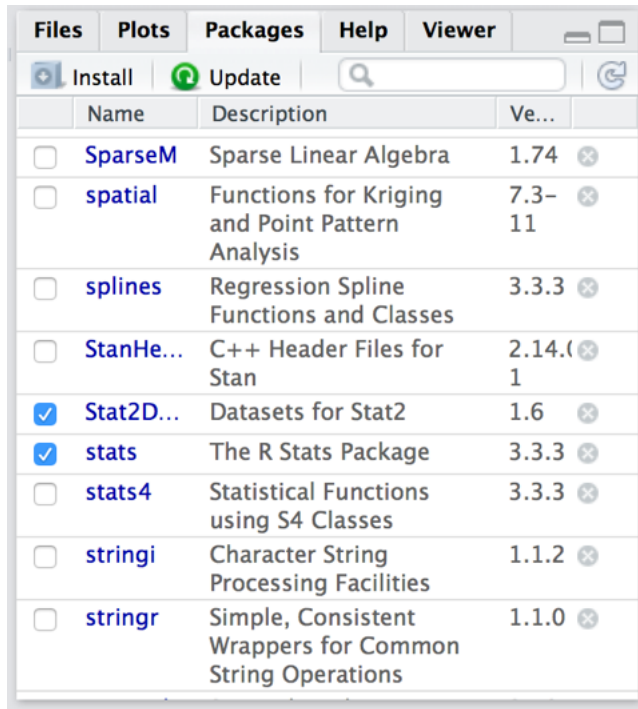 Files Plots Packages Help Viewer
Install Update
Name Description Ve...
SparseM Sparse Linear Algebra 1.74
spatial Functions for Kriging 7.3-
and Point Pattern 11
Analysis
splines Regression Spline 3.3.3
Functions and Classes
StanHe... C++ Header Files for 2.14.(
Stan 1
Stat2D... Datasets for Stat2 1.6
stats The R Stats Package 3.3.3
stats4 Statistical Functions 3.3.3
using S4 Classes
stringi Character String 1.1.2
Processing Facilities
stringr Simple, Consistent 1.1.0
Wrappers for Common
String Operations